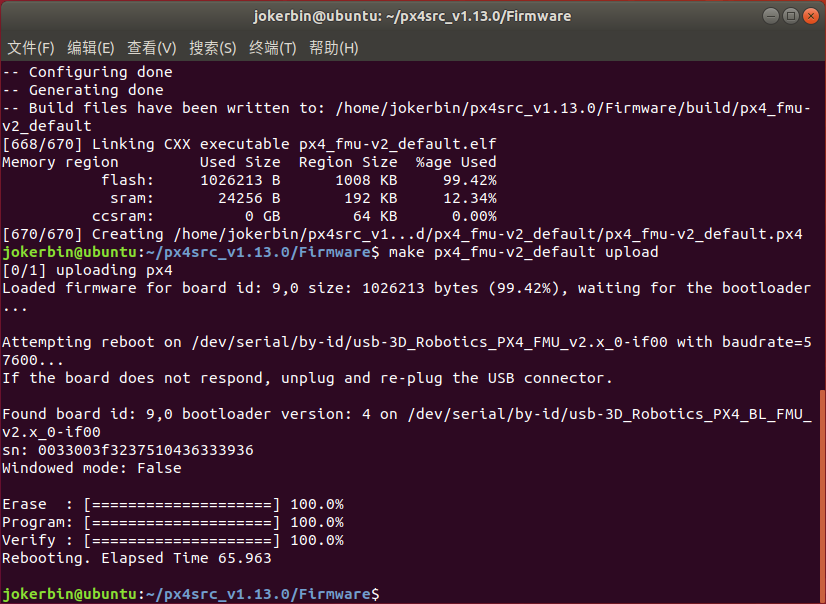 jokerbin@ubuntu: ~/px4src_v1.13.0/Firmware
文件(F) 编辑(E) 查看(V) 搜索(S) 终端(T) 帮助(H)
-- Configuring done
-- Generating done
-- Build files have been written to: /home/jokerbin/px4src_v1.13.0/Firmware/build/px4_fmu-
v2_default
[668/670] Linking CXX executable px4_fmu-v2_default.elf
Memory region         Used Size  Region Size  %age Used
           flash:     1026213 B      1008 KB     99.42%
            sram:       24256 B       192 KB     12.34%
          ccsram:          0 GB        64 KB      0.00%
[670/670] Creating /home/jokerbin/px4src_v1...d/px4_fmu-v2_default/px4_fmu-v2_default.px4
jokerbin@ubuntu:~/px4src_v1.13.0/Firmware$ make px4_fmu-v2_default upload
[0/1] uploading px4
Loaded firmware for board id: 9,0 size: 1026213 bytes (99.42%), waiting for the bootloader
...
Attempting reboot on /dev/serial/by-id/usb-3D_Robotics_PX4_FMU_v2.x_0-if00 with baudrate=5
7600...
If the board does not respond, unplug and re-plug the USB connector.
Found board id: 9,0 bootloader version: 4 on /dev/serial/by-id/usb-3D_Robotics_PX4_BL_FMU_
v2.x_0-if00
sn: 0033003f3237510436333936
Windowed mode: False
Erase  : [====================] 100.0%
Program: [====================] 100.0%
Verify : [====================] 100.0%
Rebooting. Elapsed Time 65.963
jokerbin@ubuntu:~/px4src_v1.13.0/Firmware$